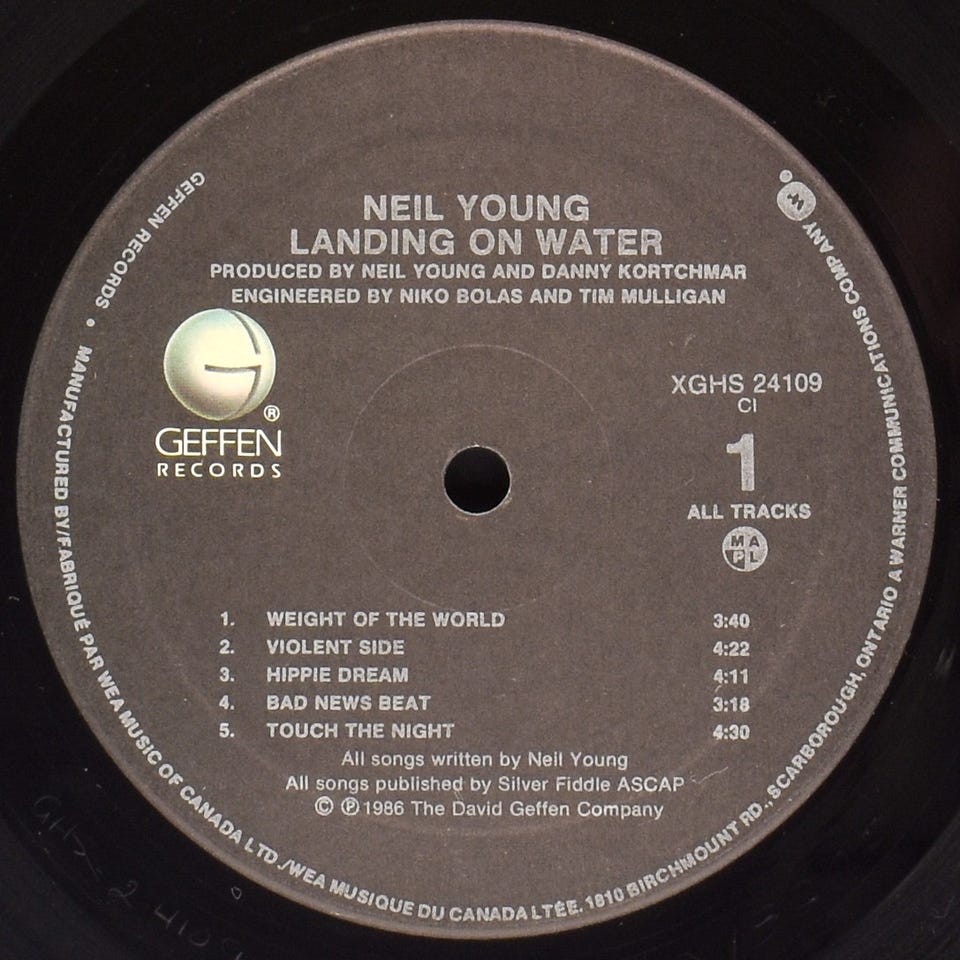 NEIL YOUNG
LANDING ON WATER
PRODUCED BY NEIL YOUNG AND DANNY KORTCHMAR
ENGINEERED BY NIKO BOLAS AND TIM MULLIGAN
G ®
GEFFEN
RECORDS
XGHS 24109
CI
1
ALL TRACKS
MAPL
1. WEIGHT OF THE WORLD 3:40
2. VIOLENT SIDE 4:22
3. HIPPIE DREAM 4:11
4. BAD NEWS BEAT 3:18
5. TOUCH THE NIGHT 4:30
All songs written by Neil Young
All songs published by Silver Fiddle ASCAP
© ℗ 1986 The David Geffen Company
GEFFEN RECORDS • MANUFACTURED BY/FABRIQUÉ PAR WEA MUSIC OF CANADA LTD./WEA MUSIQUE DU CANADA LTÉE. 1810 BIRCHMOUNT RD., SCARBOROUGH, ONTARIO A WARNER COMMUNICATIONS COMPANY